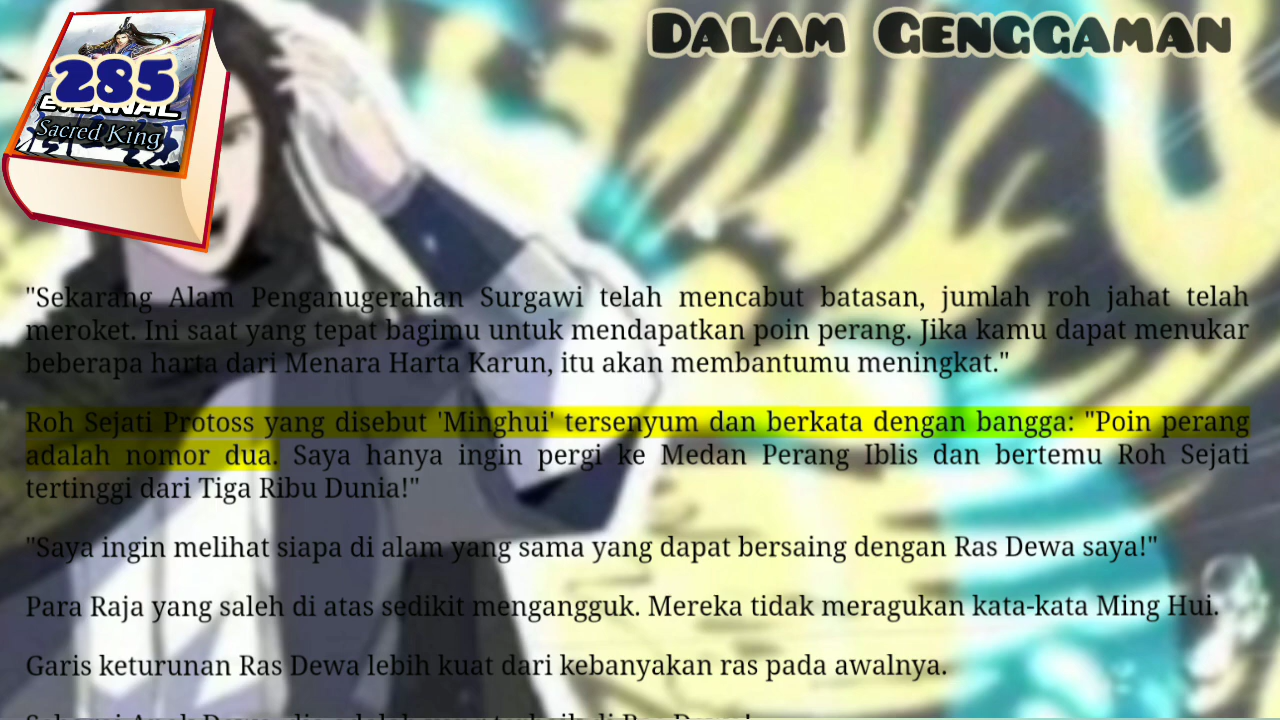 DALAM GENGGAMAN
285
ETERNAL
Sacred King
"Sekarang Alam Penganugerahan Surgawi telah mencabut batasan, jumlah roh jahat telah
meroket. Ini saat yang tepat bagimu untuk mendapatkan poin perang. Jika kamu dapat menukar
beberapa harta dari Menara Harta Karun, itu akan membantumu meningkat."
Roh Sejati Protoss yang disebut 'Minghui' tersenyum dan berkata dengan bangga: "Poin perang
adalah nomor dua. Saya hanya ingin pergi ke Medan Perang Iblis dan bertemu Roh Sejati
tertinggi dari Tiga Ribu Dunia!"
"Saya ingin melihat siapa di alam yang sama yang dapat bersaing dengan Ras Dewa saya!"
Para Raja yang saleh di atas sedikit mengangguk. Mereka tidak meragukan kata-kata Ming Hui.
Garis keturunan Ras Dewa lebih kuat dari kebanyakan ras pada awalnya.